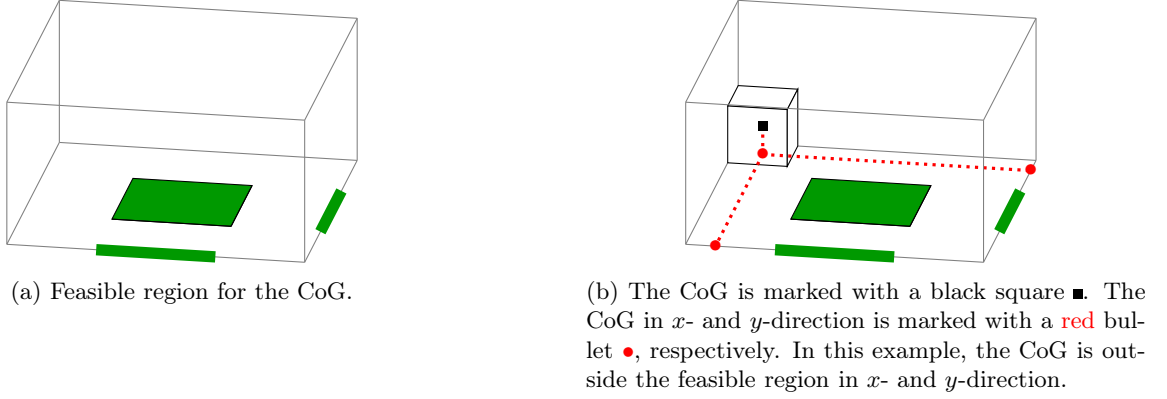 (a) Feasible region for the CoG.
(b) The CoG is marked with a black square ■. The
CoG in x- and y-direction is marked with a red bul-
let •, respectively. In this example, the CoG is out-
side the feasible region in x- and y-direction.